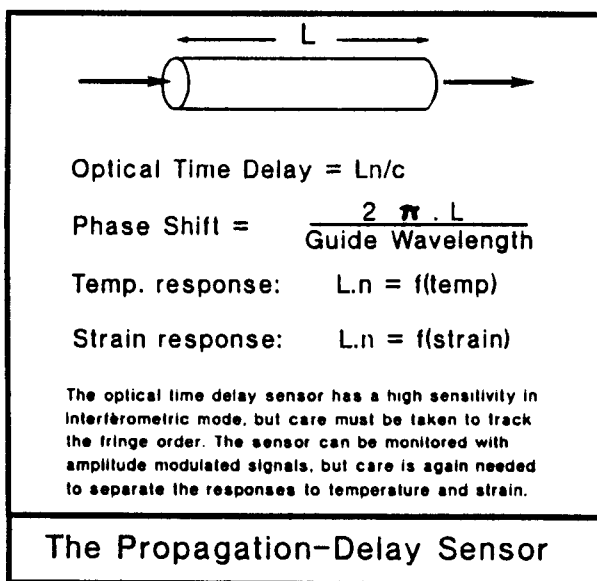 L
Optical Time Delay = Ln/c
Phase Shift = 2 π . L
Guide Wavelength
Temp. response: L.n = f(temp)
Strain response: L.n = f(strain)
The optical time delay sensor has a high sensitivity in
interferometric mode, but care must be taken to track
the fringe order. The sensor can be monitored with
amplitude modulated signals, but care is again needed
to separate the responses to temperature and strain.
The Propagation-Delay Sensor